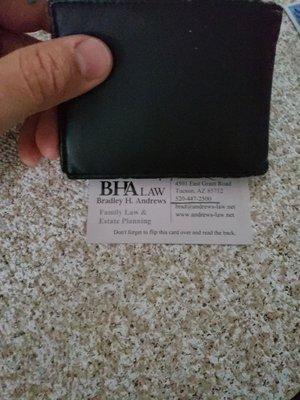 BHA LAW
Bradley H. Andrews
Family Law &
Estate Planning
4501 East Grant Road
Tucson, AZ 85712
520-447-2500
brad@andrews-law.net
www.andrews-law.net
Don't forget to flip this card over and read the back.